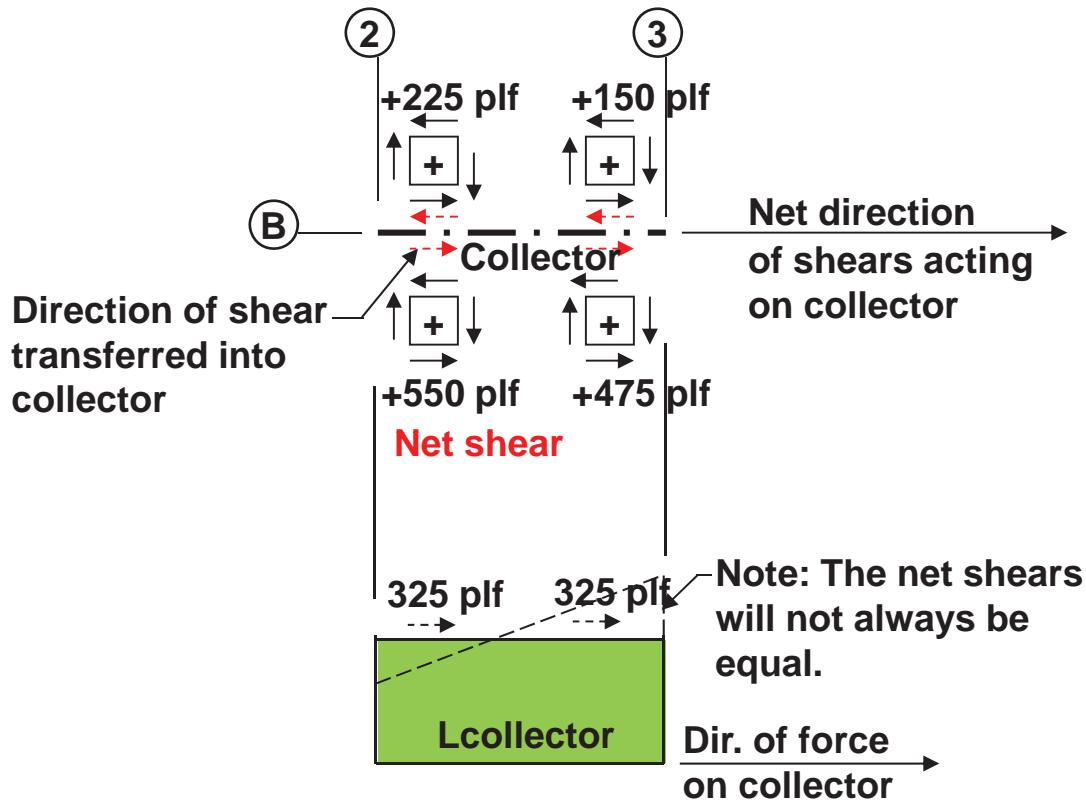 2 3
+225 plf +150 plf
+ +
B
Net direction
of shears acting
on collector
Collector
Direction of shear
transferred into
collector
+ +
+550 plf +475 plf
Net shear
325 plf 325 plf
Note: The net shears
will not always be
equal.
Lcollector
Dir. of force
on collector